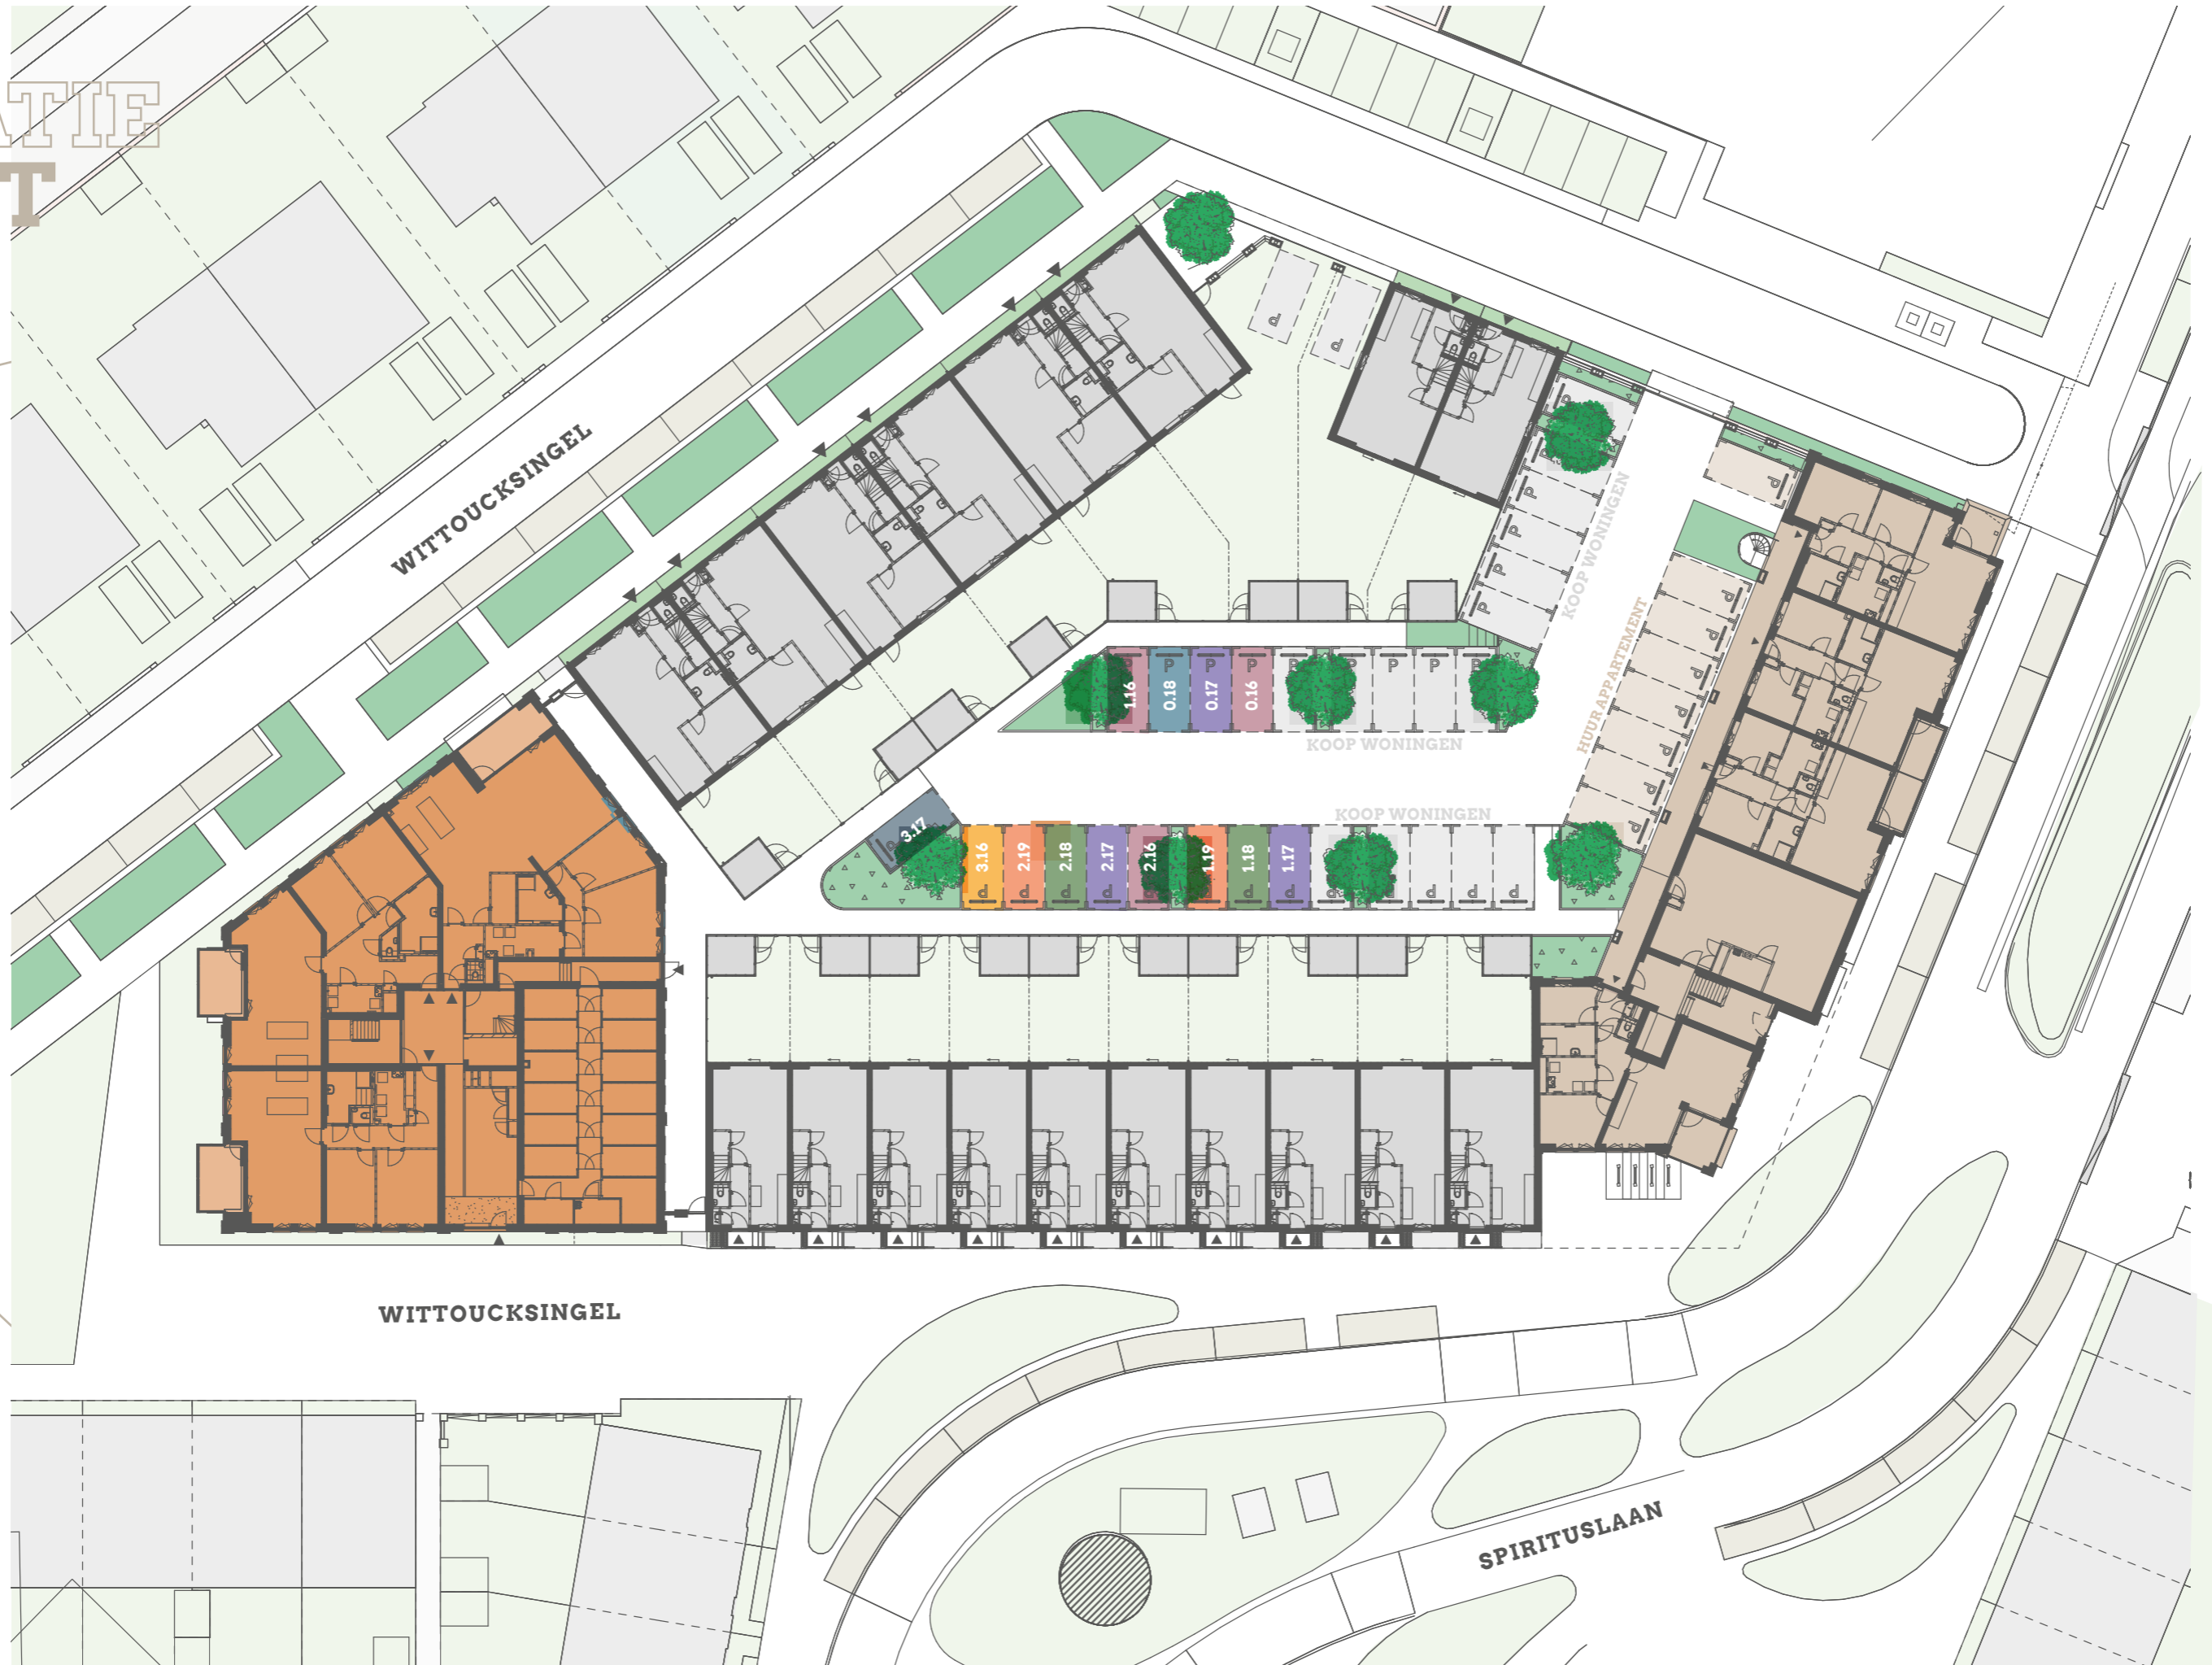 ATIE
T
WITTOUCKSINGEL
KOOP WONINGEN
HUURAPPARTEMENT
P P P P P P P P
1.16 0.18 0.17 0.16
KOOP WONINGEN
KOOP WONINGEN
3.17 3.16 2.19 2.18 2.17 2.16 1.19 1.18 1.17
WITTOUCKSINGEL
SPIRITUSLAAN